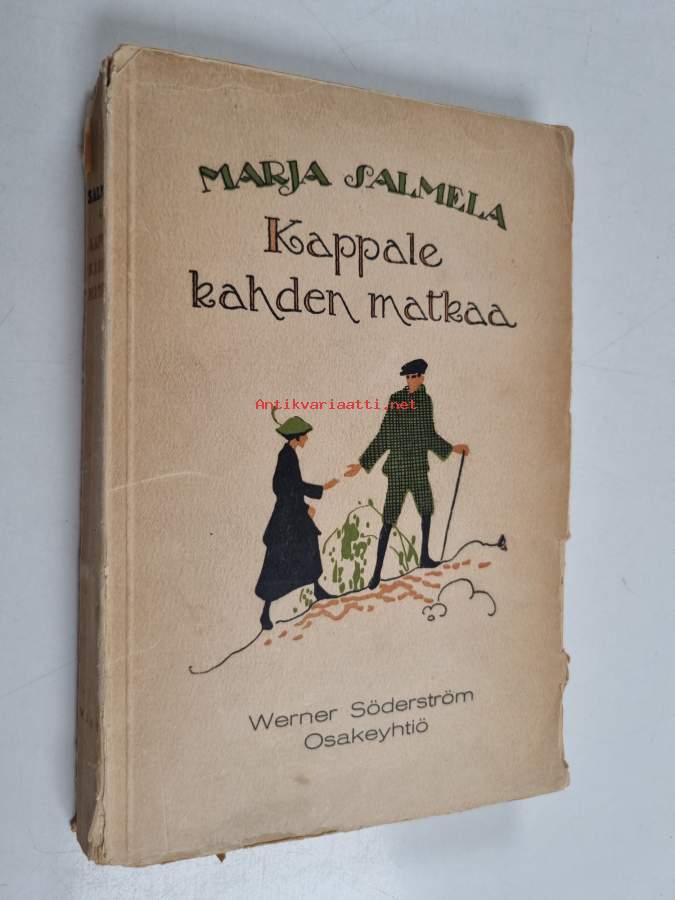 MARJA SALMELA
Kappale
kahden matkaa
Antikvariaatti.net
Werner Söderström
Osakeyhtiö